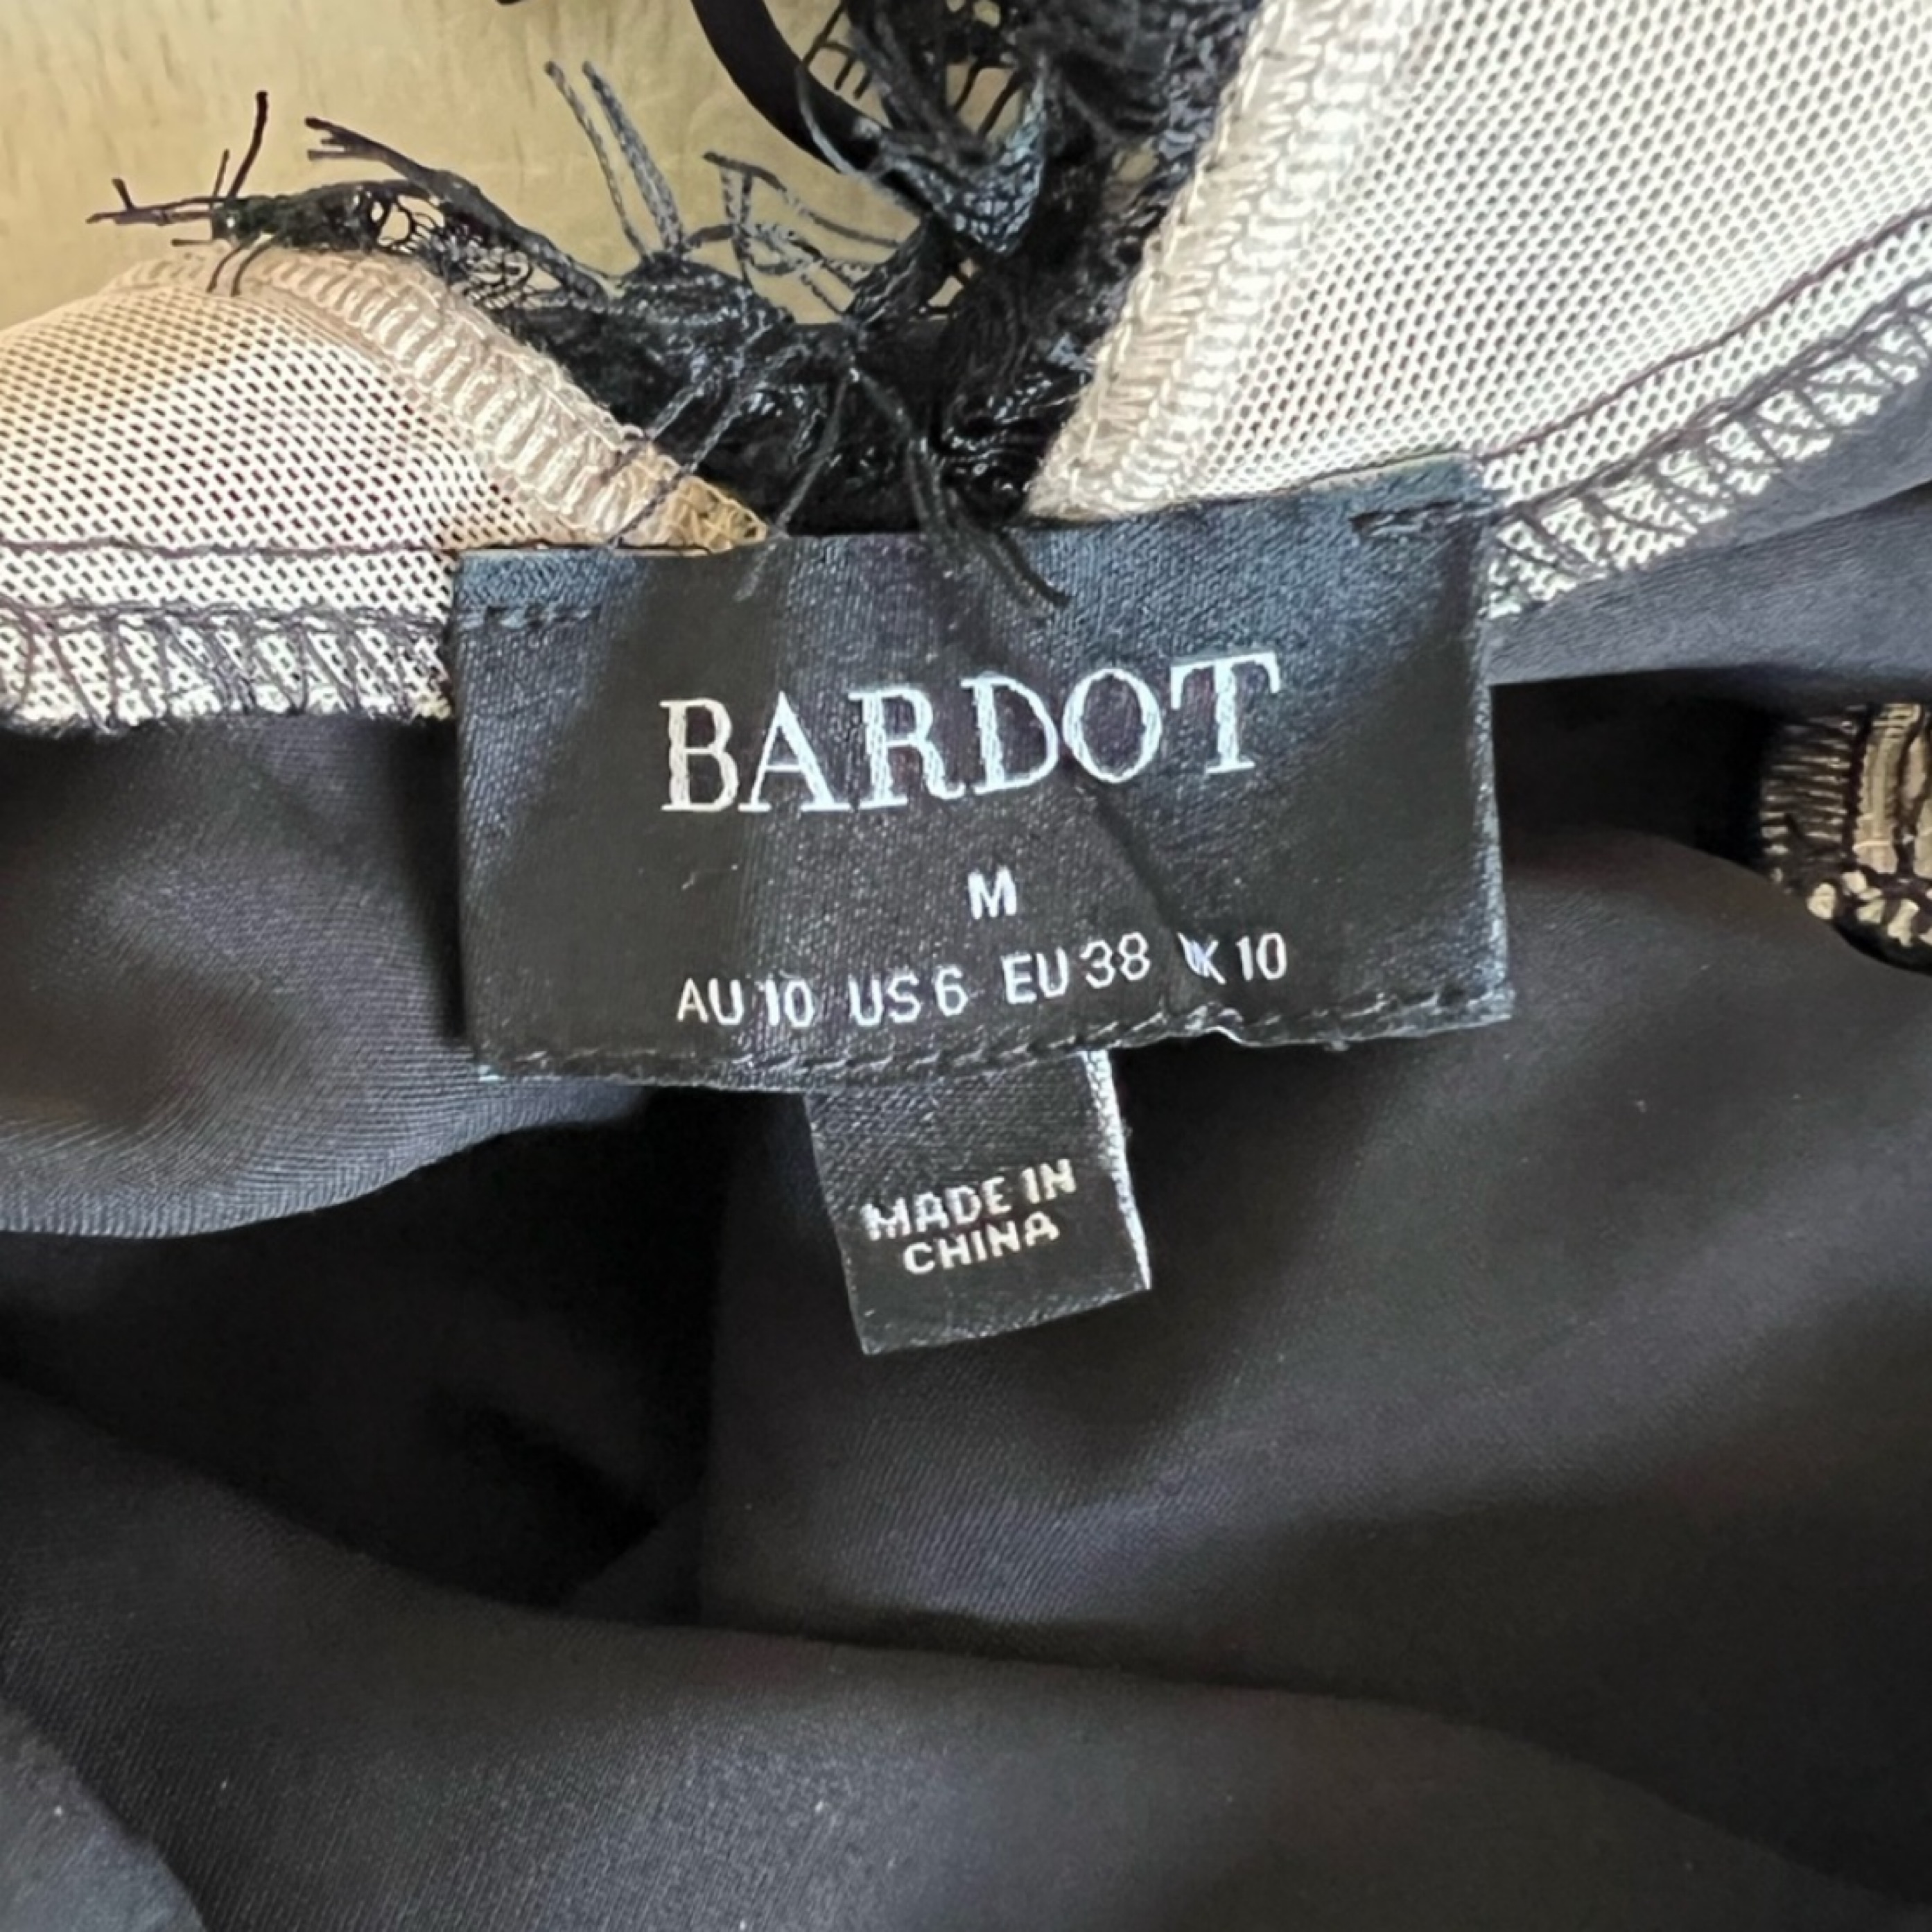 BARDOT
M
AU 10 US 6 EU 38 UK 10
MADE IN
CHINA